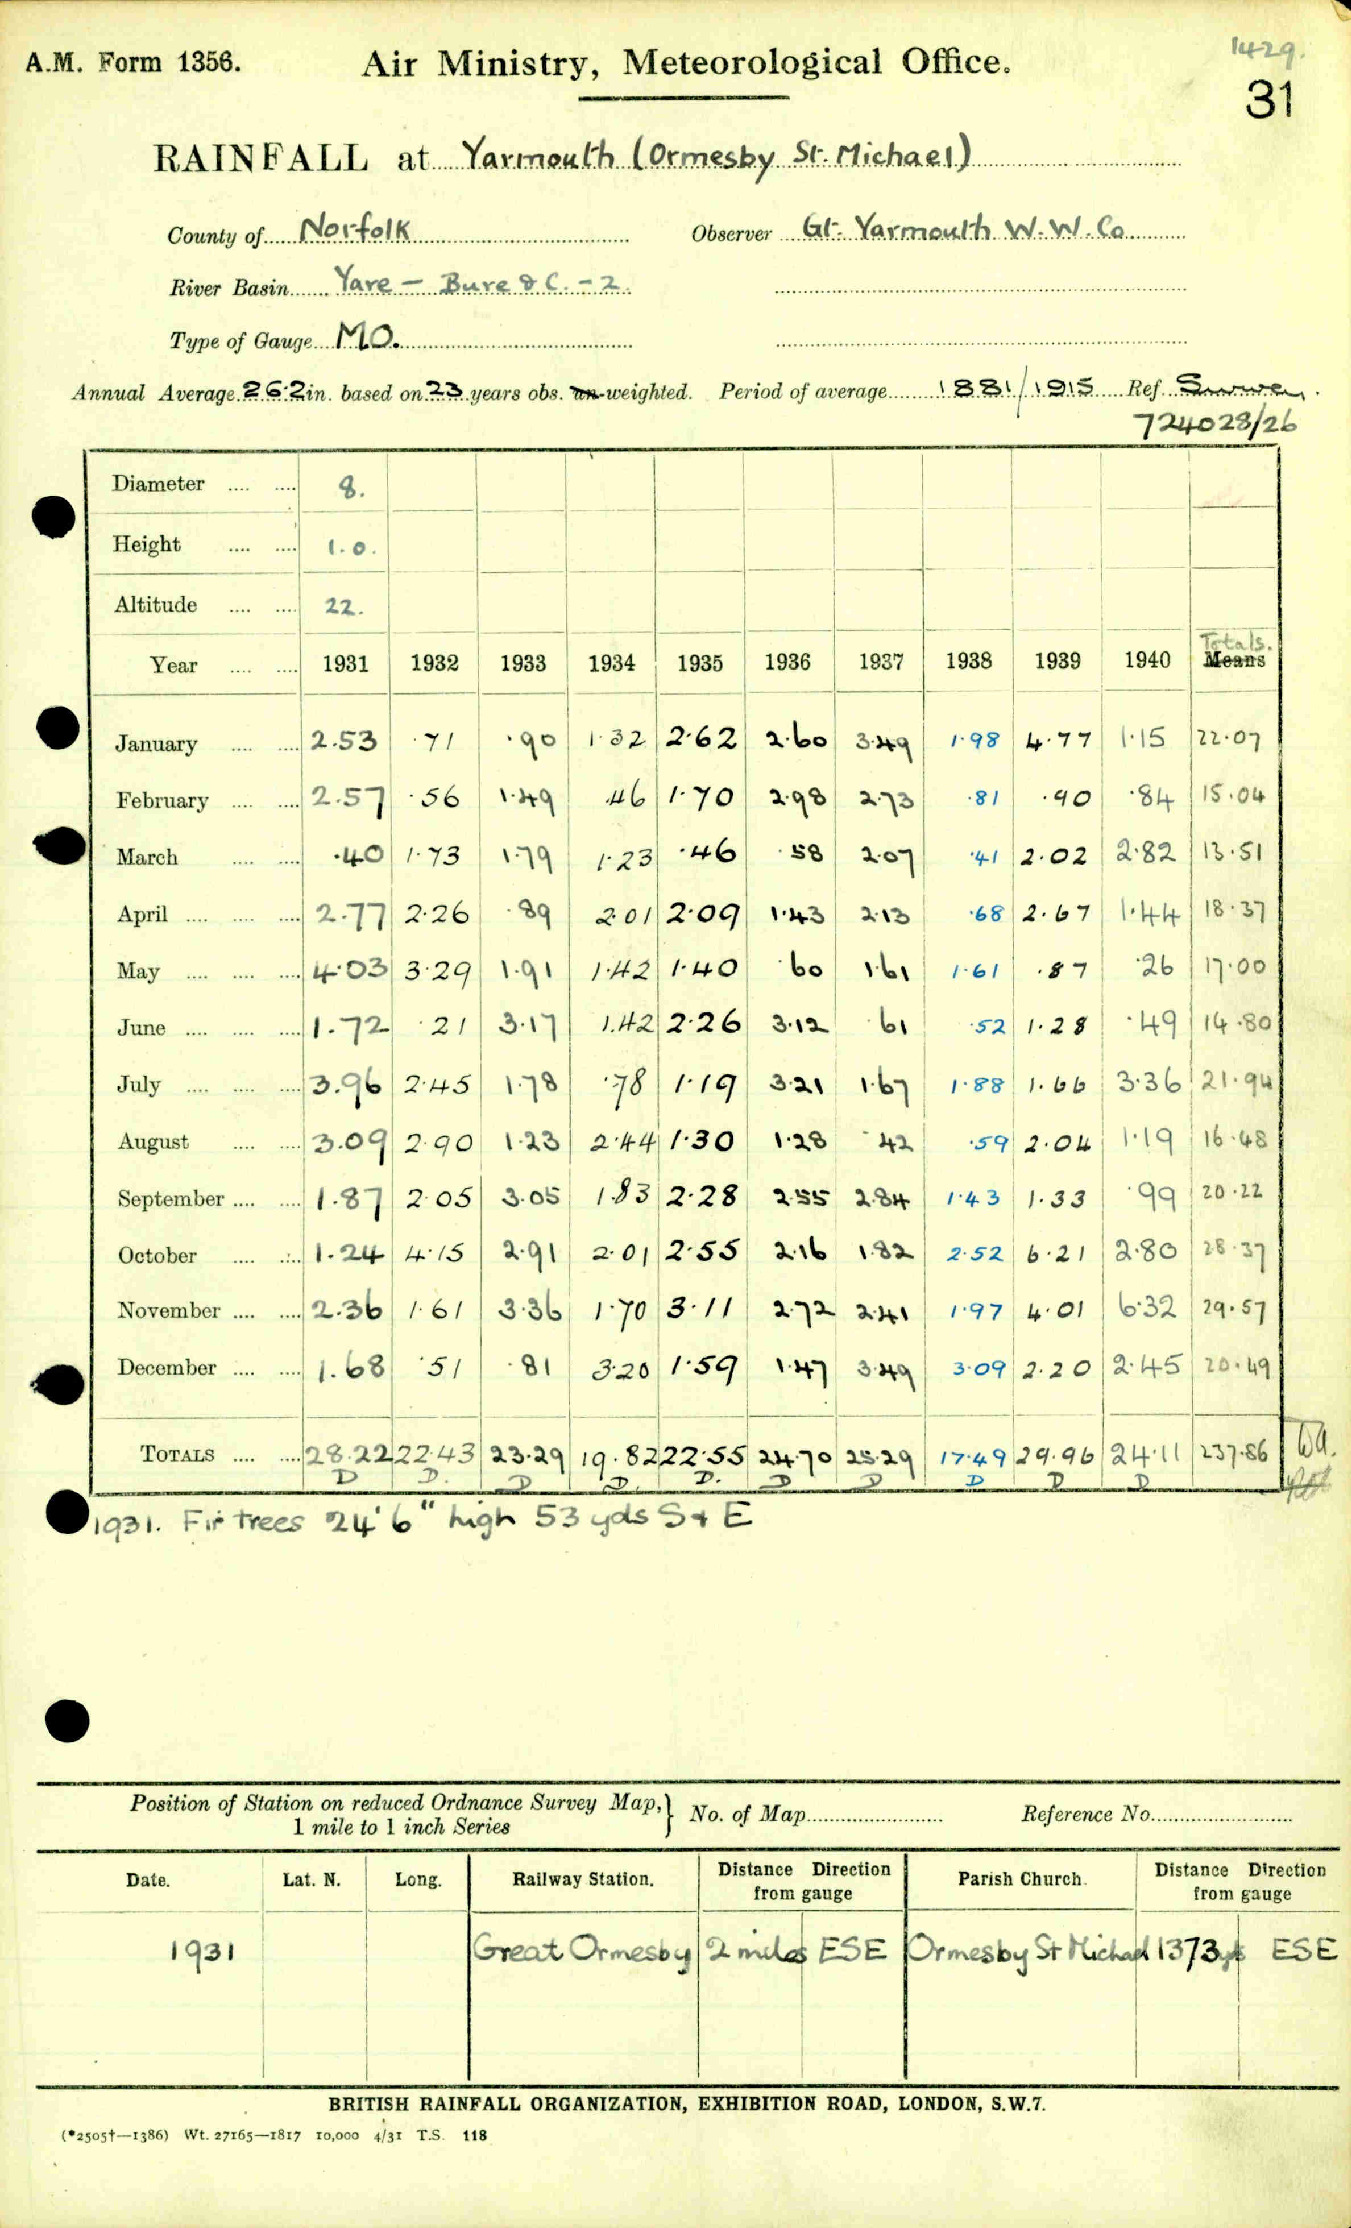 1429.
A.M. Form 1356. Air Ministry, Meteorological Office.
31
RAINFALL at Yarmouth (Ormesby St. Michael)
County of Norfolk Observer Gt. Yarmouth W.W.Co
River Basin Yare - Bure & C. - 2
Type of Gauge MO.
Annual Average 26.2 in. based on 23 years obs. un-weighted. Period of average 1881/1915 Ref.
724028/26
Diameter 8.
Height 1.0.
Altitude 22.
Totals.
Year 1931 1932 1933 1934 1935 1936 1937 1938 1939 1940 Means
January 2.53 .71 .90 1.32 2.62 2.60 3.49 1.98 4.77 1.15 22.07
February 2.57 .56 1.49 .46 1.70 2.98 2.73 .81 .90 .84 15.04
March .40 1.73 1.79 1.23 .46 .58 2.07 .41 2.02 2.82 13.51
April 2.77 2.26 .89 2.01 2.09 1.43 2.13 .68 2.67 1.44 18.37
May 4.03 3.29 1.91 1.42 1.40 .60 1.61 1.61 .87 .26 17.00
June 1.72 .21 3.17 1.42 2.26 3.12 .61 .52 1.28 .49 14.80
July 3.96 2.45 1.78 .78 1.19 3.21 1.67 1.88 1.66 3.36 21.94
August 3.09 2.90 1.23 2.44 1.30 1.28 .42 .59 2.04 1.19 16.48
September 1.87 2.05 3.05 1.83 2.28 2.55 2.84 1.43 1.33 .99 20.22
October 1.24 4.15 2.91 2.01 2.55 2.16 1.82 2.52 6.21 2.80 28.37
November 2.36 1.61 3.36 1.70 3.11 2.72 2.41 1.97 4.01 6.32 29.57
December 1.68 .51 .81 3.20 1.59 1.47 3.49 3.09 2.20 2.45 20.49
TOTALS 28.22 22.43 23.29 19.82 22.55 24.70 25.29 17.49 29.96 24.11 237.86
D D. D D. D. D D D D D
1931. Fir trees 24' 6" high 53 yds S & E
Position of Station on reduced Ordnance Survey Map,} No. of Map Reference No.
1 mile to 1 inch Series
Date. Lat. N. Long. Railway Station. Distance Direction from gauge Parish Church. Distance Direction from gauge
1931 Great Ormesby 2 miles ESE Ormesby St Michael 1373 yds ESE
BRITISH RAINFALL ORGANIZATION, EXHIBITION ROAD, LONDON, S.W.7.
(*2505†—1386) Wt. 27165—1817 10,000 4/31 T.S. 118